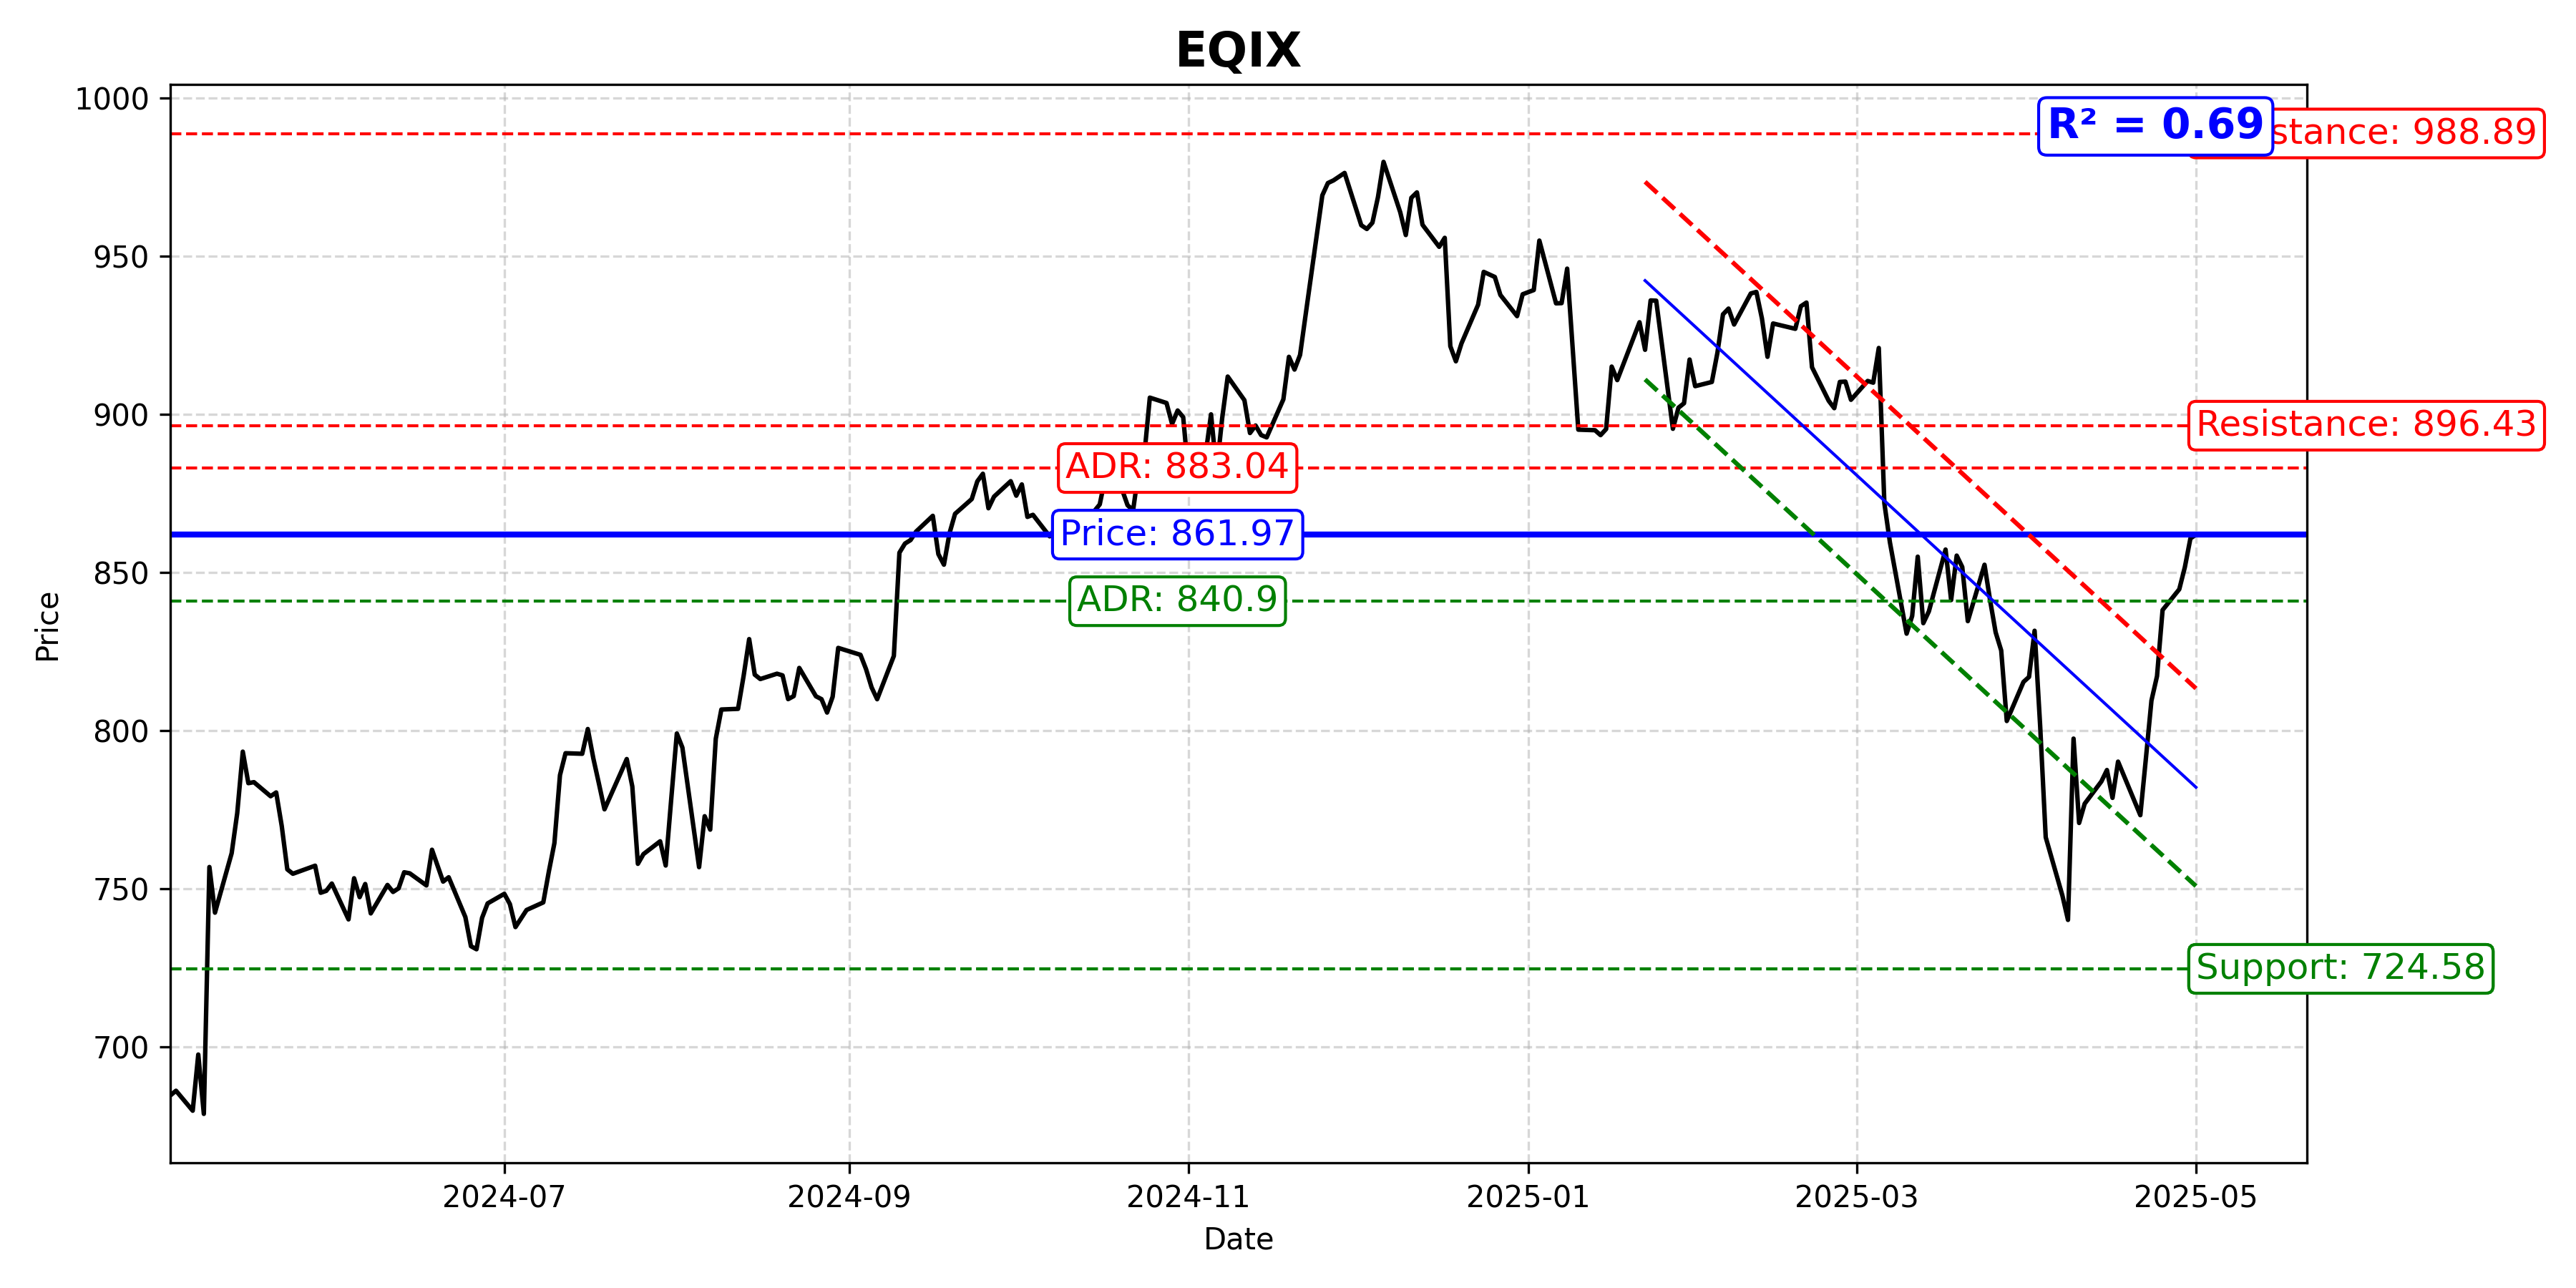 EQIX
1000
950
900
850
800
750
700
Price
R² = 0.69
stance: 988.89
Resistance: 896.43
ADR: 883.04
Price: 861.97
ADR: 840.9
Support: 724.58
2024-07
2024-09
2024-11
2025-01
2025-03
2025-05
Date